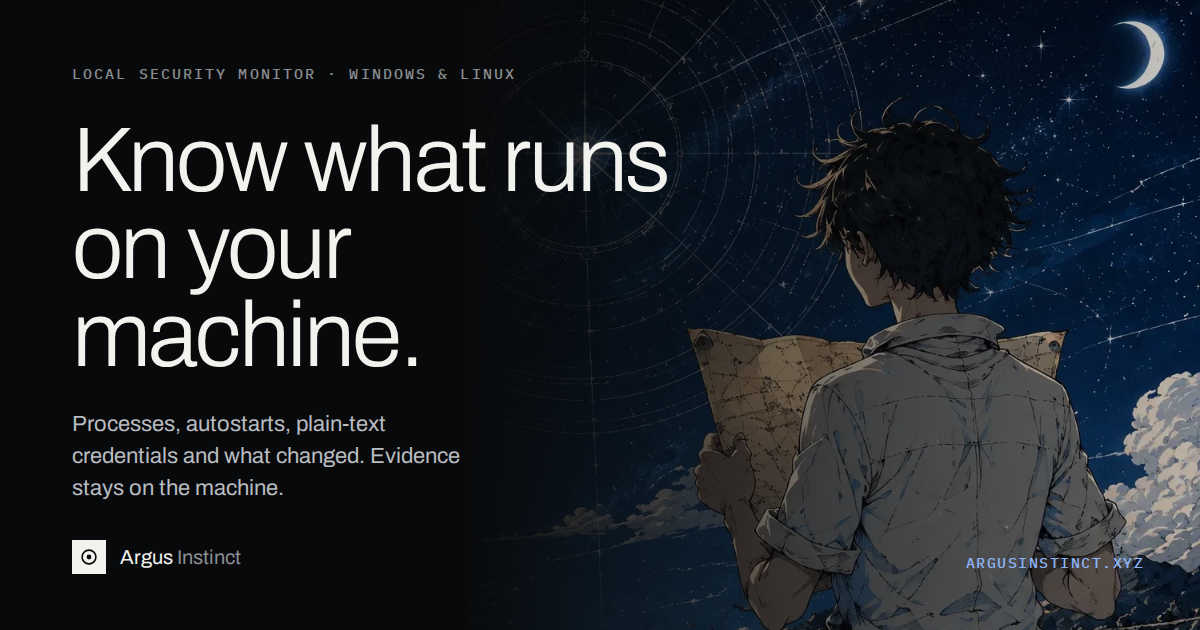 LOCAL SECURITY MONITOR · WINDOWS & LINUX
Know what runs
on your
machine.
Processes, autostarts, plain-text
credentials and what changed. Evidence
stays on the machine.
Argus Instinct
ARGUSINSTINCT.XYZ